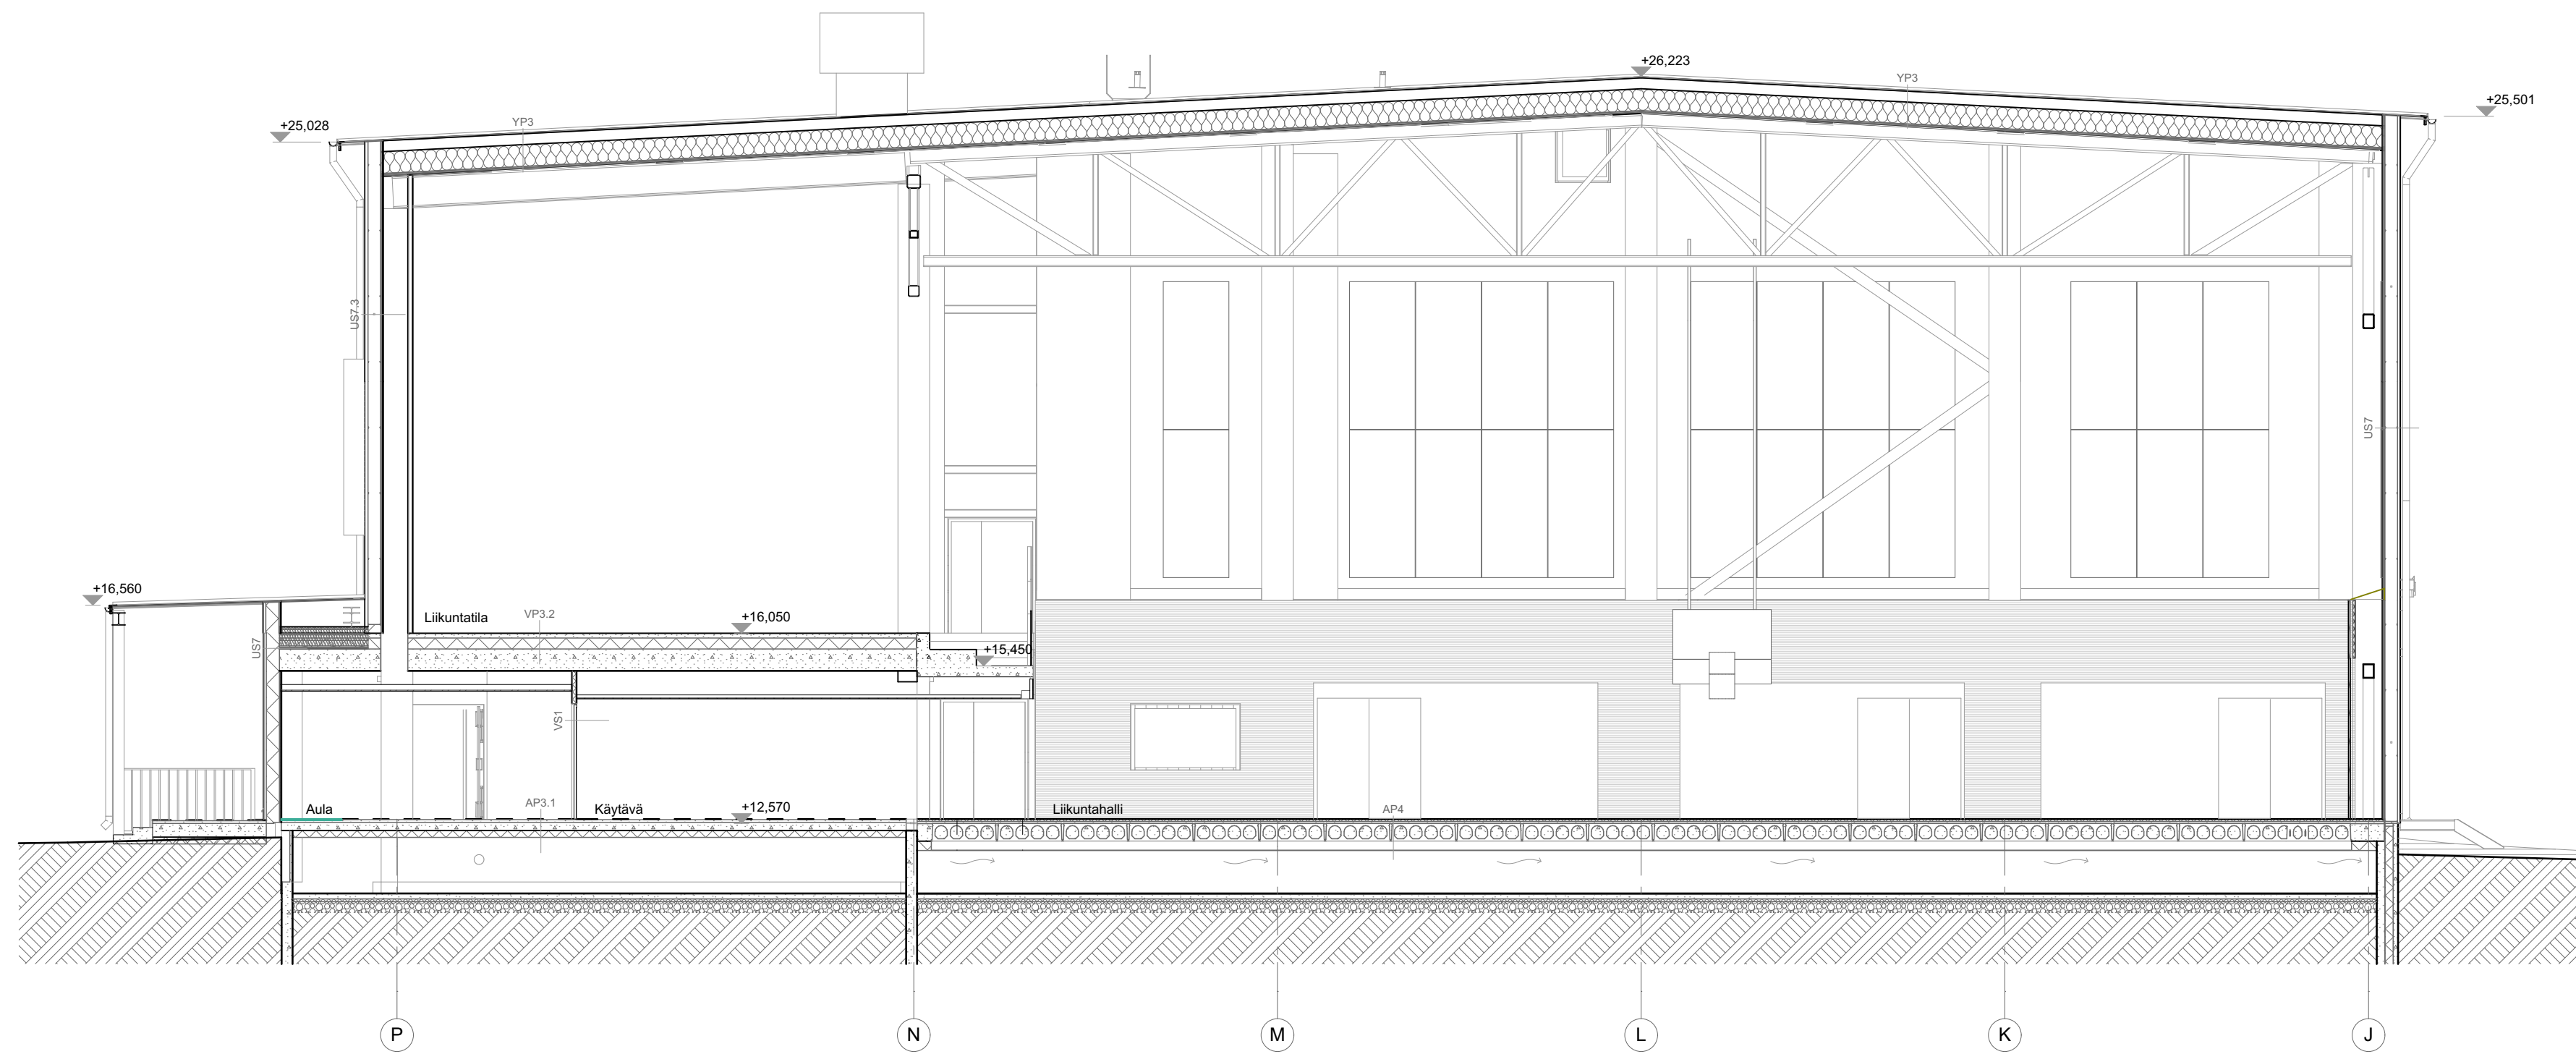 +26,223
YP3
+25,501
+25,028
YP3
US7.3
US7
+16,560
Liikuntatila
VP3.2
+16,050
US7
+15,450
VS1
Aula
AP3.1
Käytävä
+12,570
Liikuntahalli
AP4
P
N
M
L
K
J